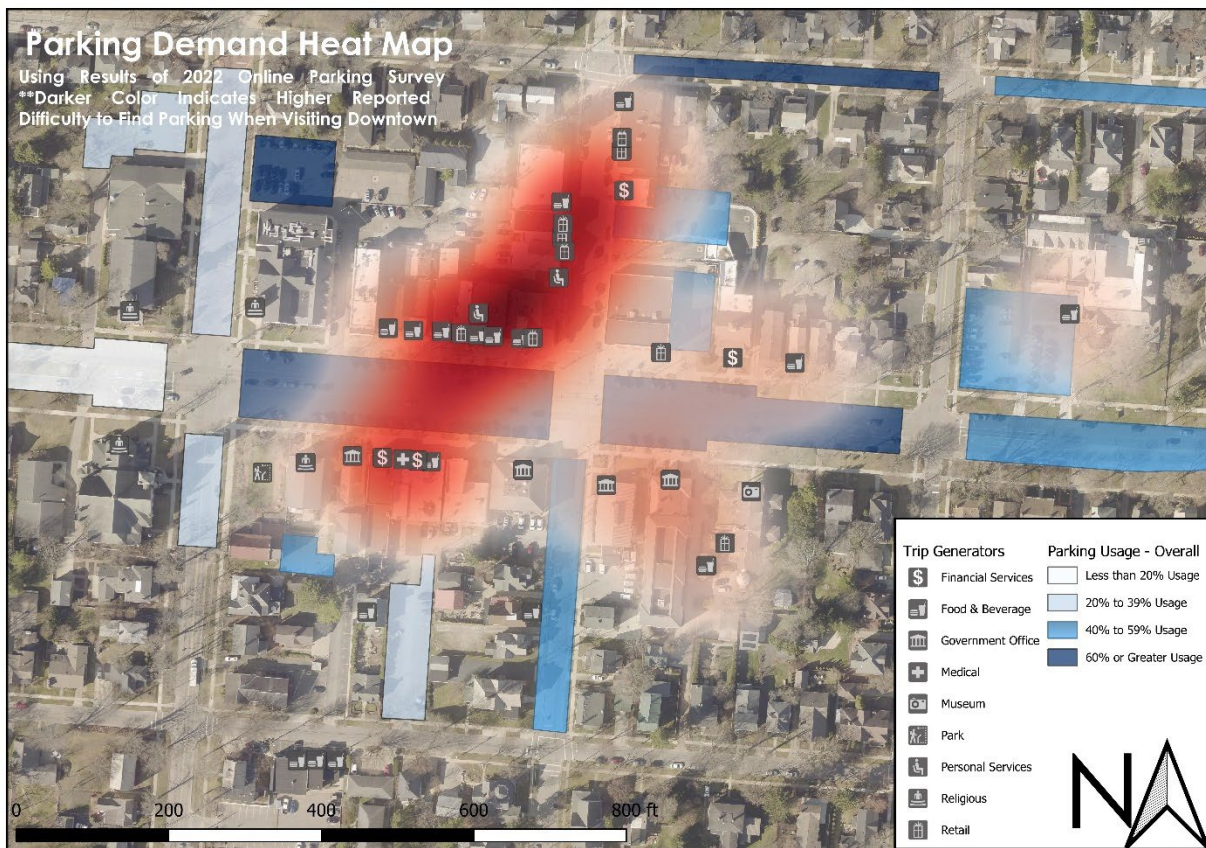 Parking Demand Heat Map
Using Results of 2022 Online Parking Survey
**Darker Color Indicates Higher Reported
Difficulty to Find Parking When Visiting Downtown
Trip Generators
$ Financial Services
Food & Beverage
Government Office
Medical
Museum
Park
Personal Services
Religious
Retail
Parking Usage - Overall
Less than 20% Usage
20% to 39% Usage
40% to 59% Usage
60% or Greater Usage
N
0 200 400 600 800 ft